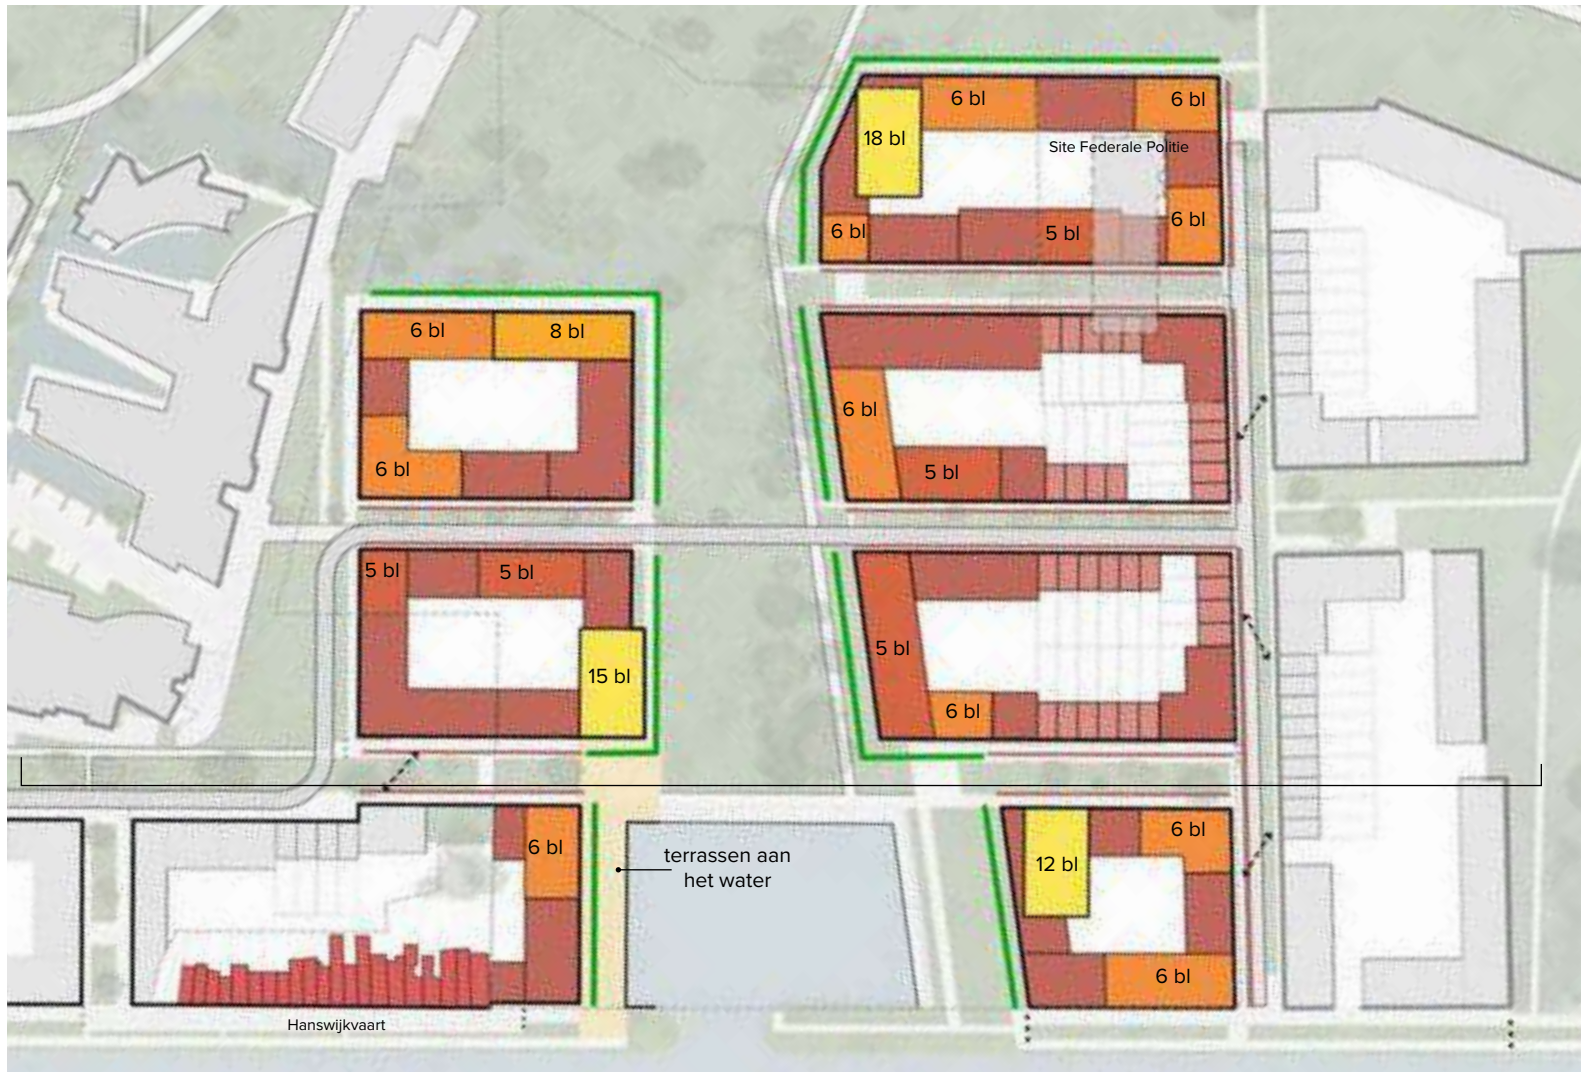 6 bl
6 bl
18 bl
Site Federale Politie
6 bl
6 bl
5 bl
6 bl
8 bl
6 bl
6 bl
5 bl
5 bl
5 bl
5 bl
15 bl
6 bl
6 bl
6 bl
12 bl
terrassen aan
het water
6 bl
Hanswijkvaart